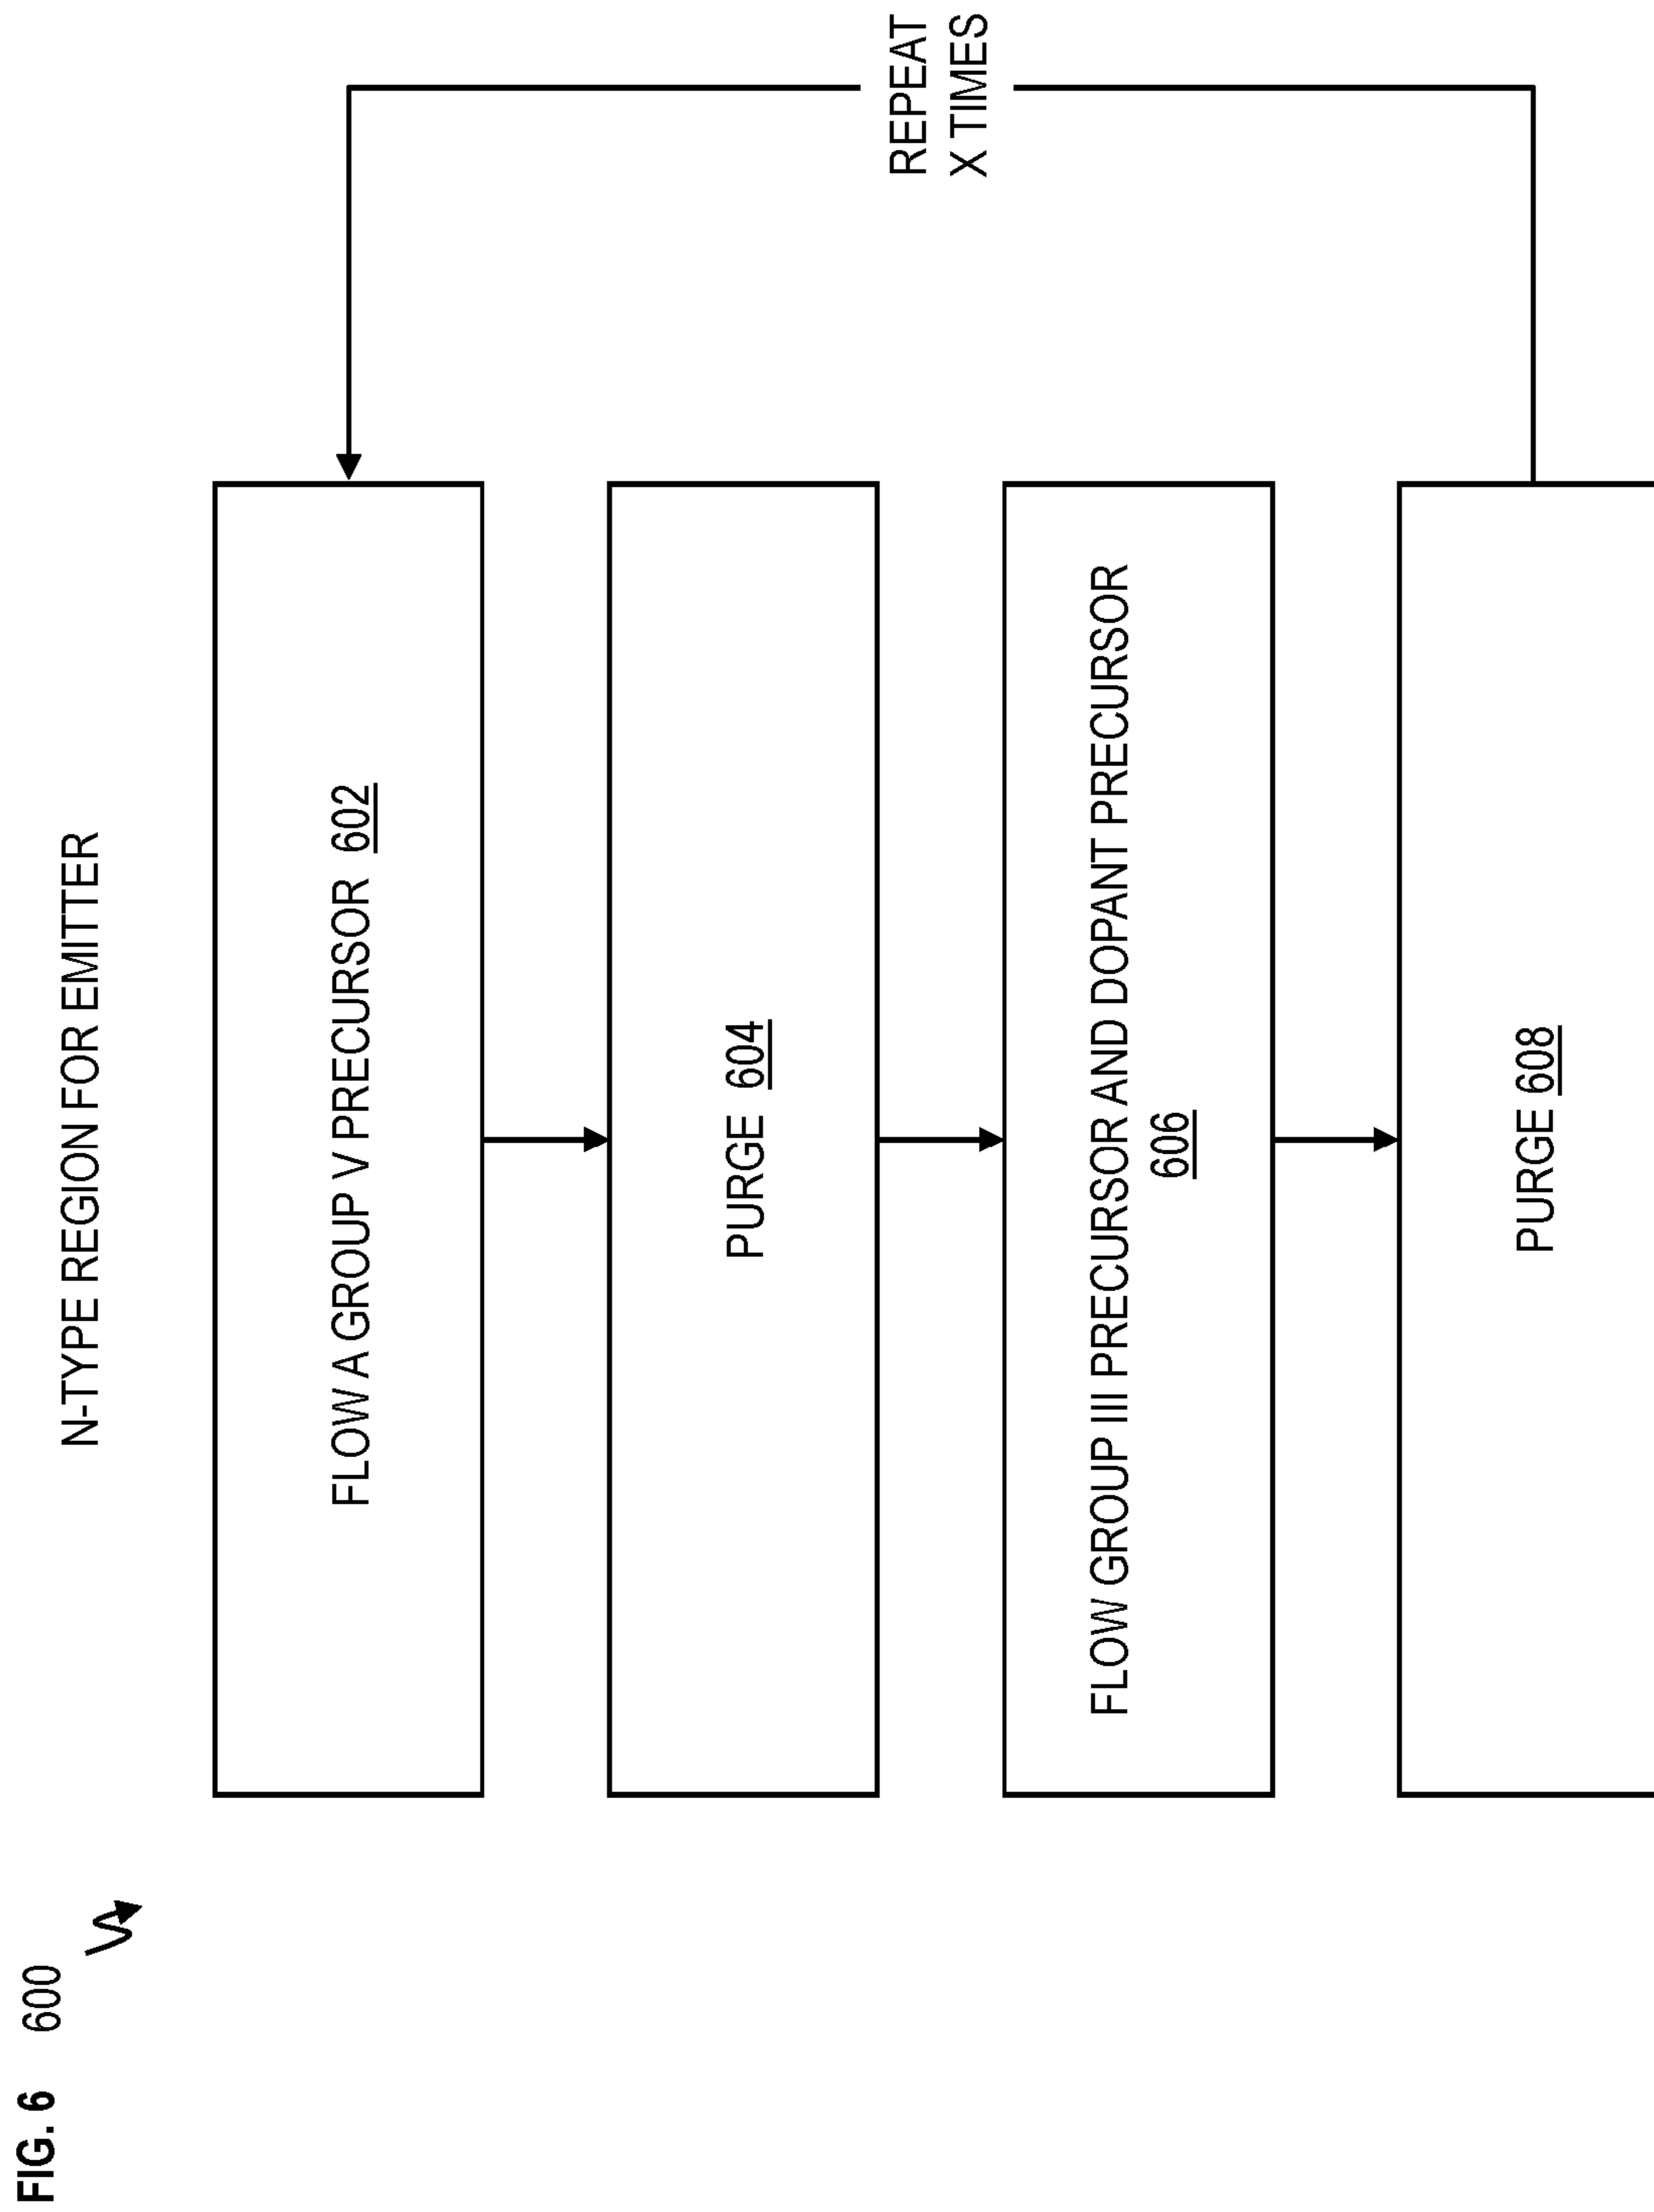 FIG. 6
600
N-TYPE REGION FOR EMITTER
FLOW A GROUP V PRECURSOR 602
PURGE 604
FLOW GROUP III PRECURSOR AND DOPANT PRECURSOR
606
PURGE 608
REPEAT
X TIMES